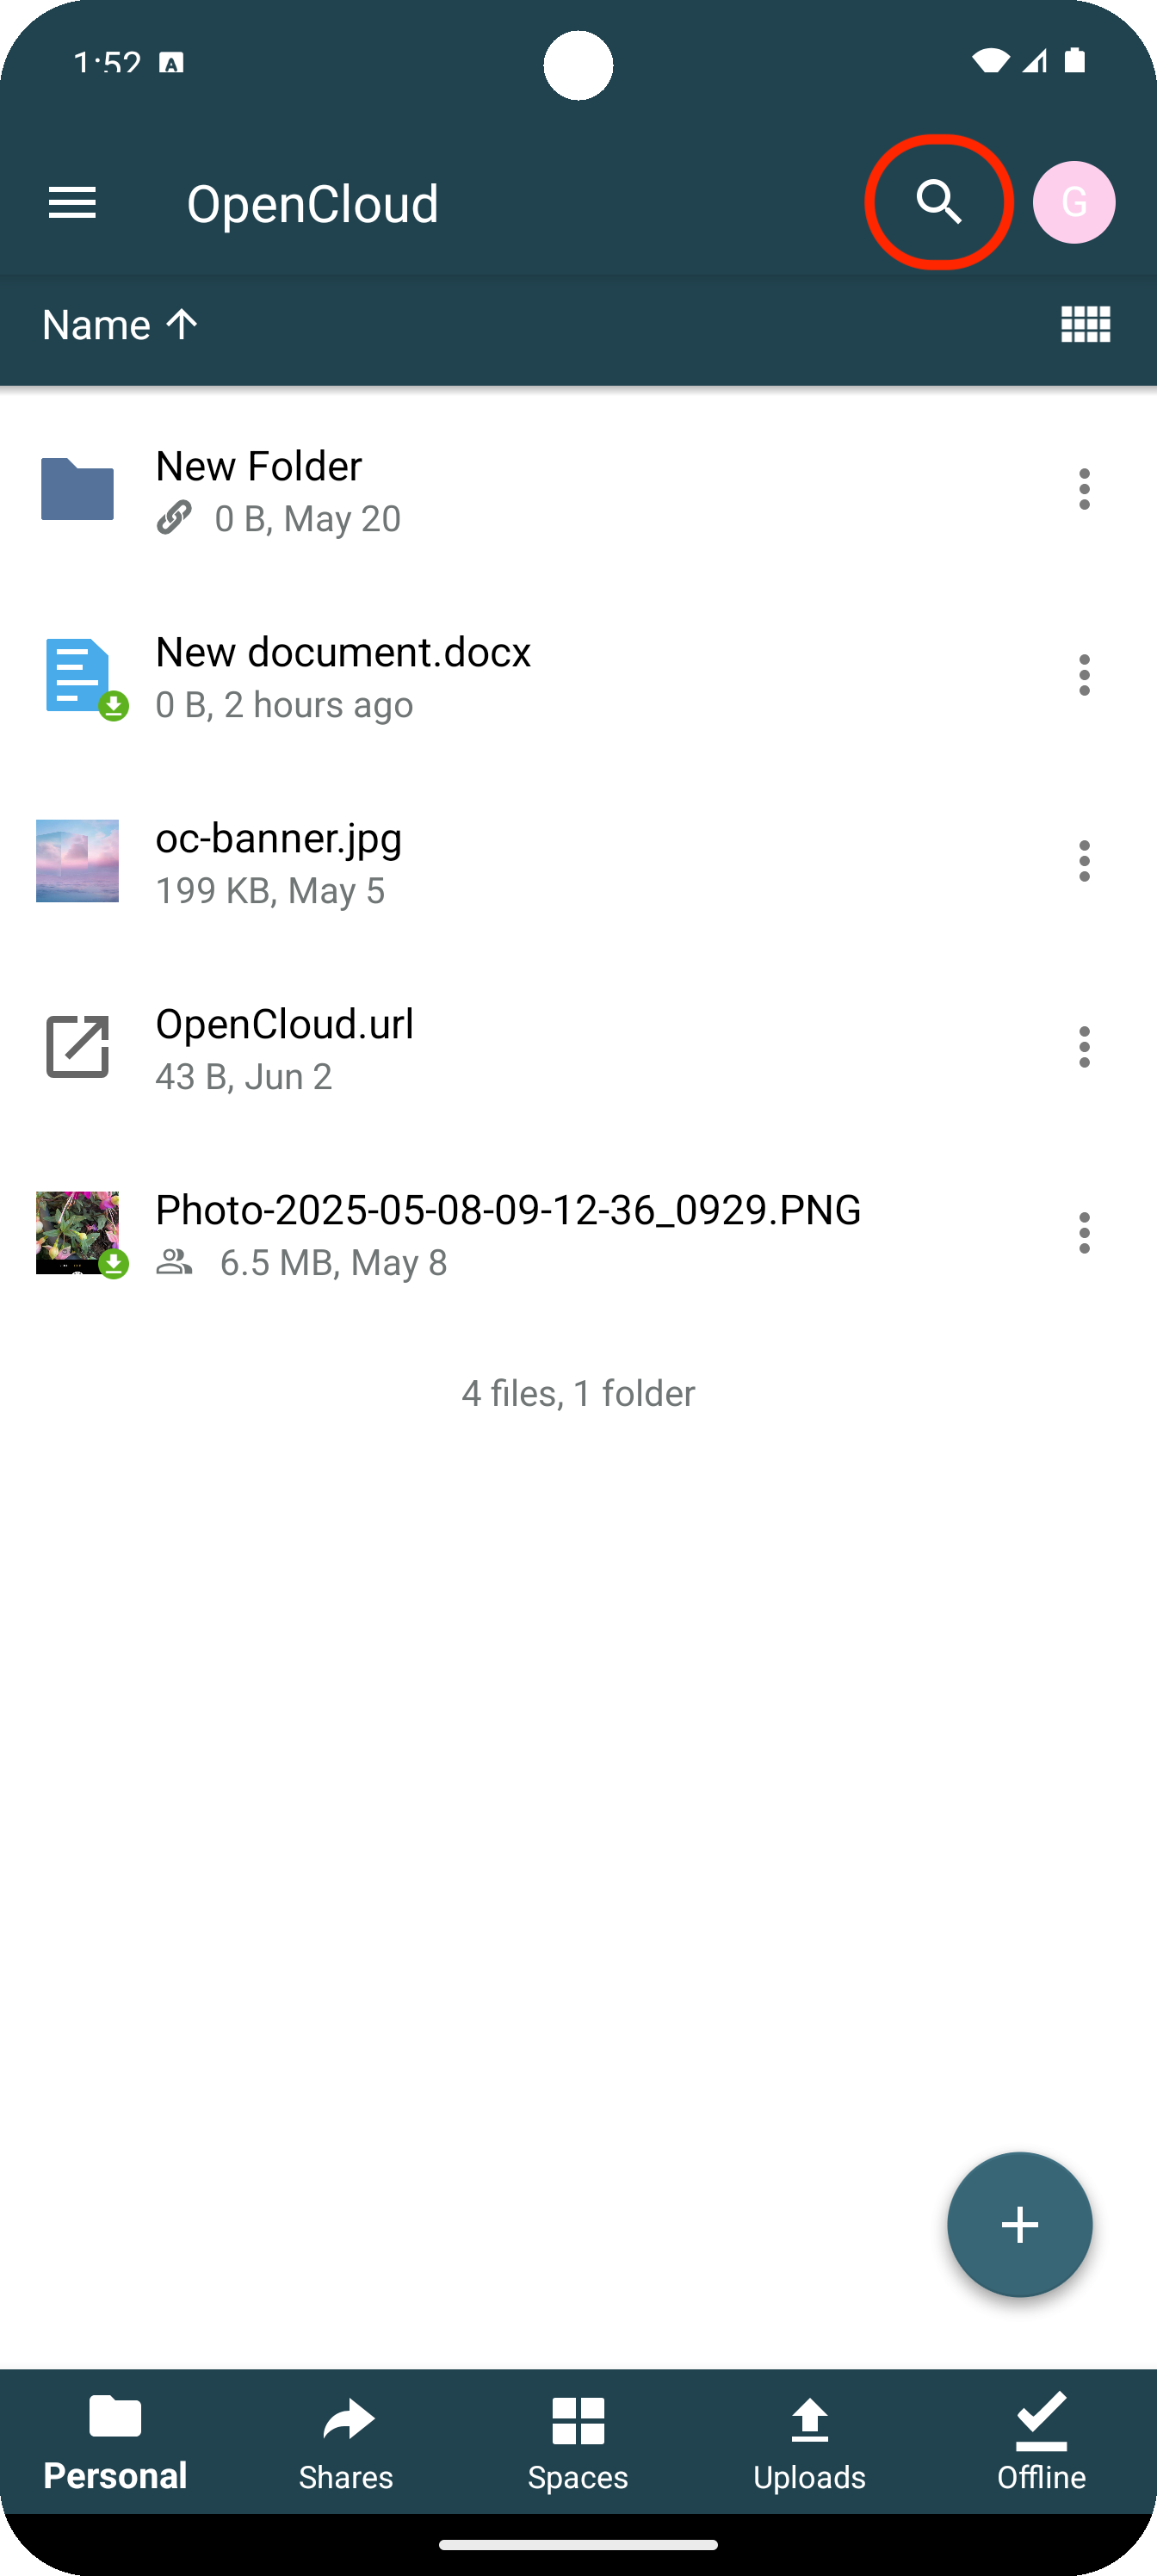 1:52 A
OpenCloud
G
Name
New Folder
0 B, May 20
New document.docx
0 B, 2 hours ago
oc-banner.jpg
199 KB, May 5
OpenCloud.url
43 B, Jun 2
Photo-2025-05-08-09-12-36_0929.PNG
6.5 MB, May 8
4 files, 1 folder
Personal
Shares
Spaces
Uploads
Offline